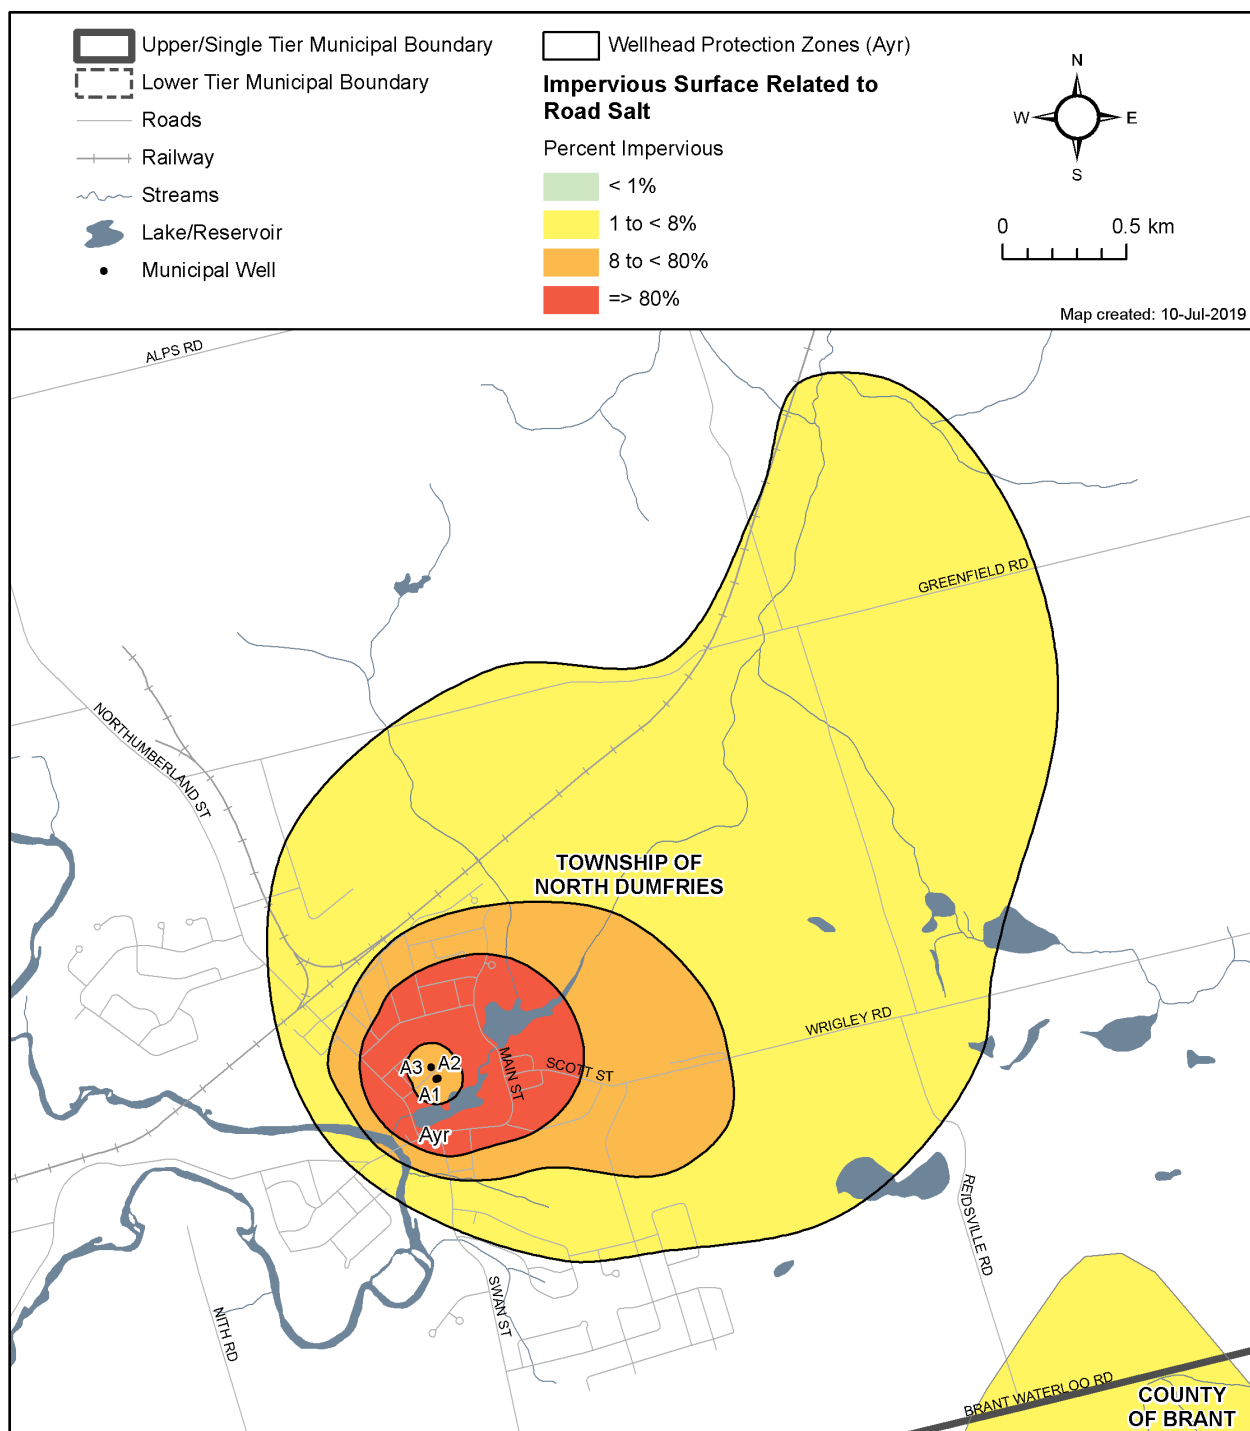 Upper/Single Tier Municipal Boundary
Lower Tier Municipal Boundary
Roads
Railway
Streams
Lake/Reservoir
Municipal Well
Wellhead Protection Zones (Ayr)
Impervious Surface Related to
Road Salt
Percent Impervious
< 1%
1 to < 8%
8 to < 80%
=> 80%
N
W
E
S
0
0.5 km
Map created: 10-Jul-2019
ALPS RD
GREENFIELD RD
NORTHUMBERLAND ST
TOWNSHIP OF
NORTH DUMFRIES
WRIGLEY RD
MAIN ST
SCOTT ST
A3
A2
A1
Ayr
REIDSVILLE RD
SWAN ST
NITH RD
BRANT WATERLOO RD
COUNTY
OF BRANT